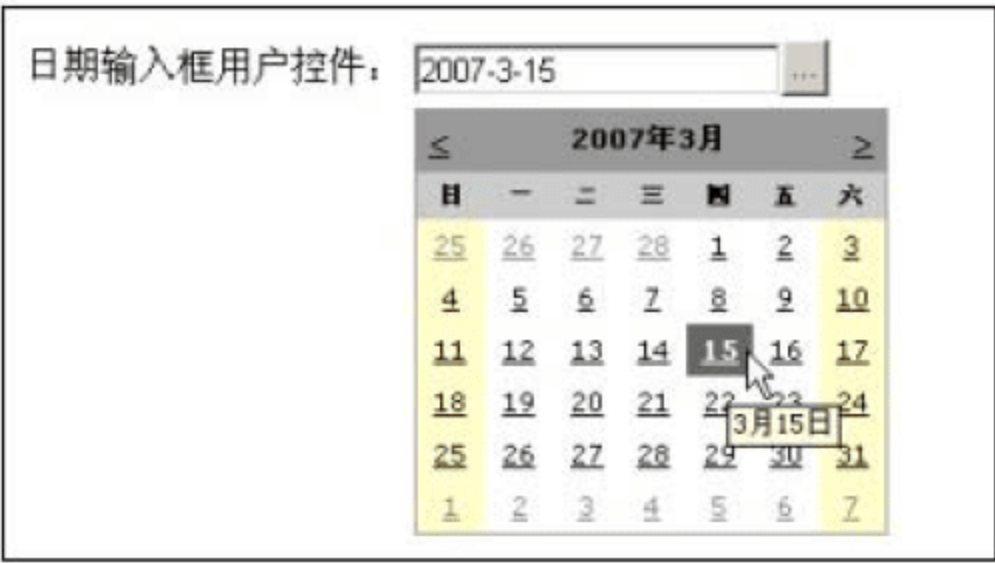 日期输入框用户控件： 2007-3-15 ...
≤ 2007年3月 ≥
日 一 二 三 四 五 六
25 26 27 28 1 2 3
4 5 6 7 8 9 10
11 12 13 14 15 16 17
18 19 20 21 22 23 24
3月15日
25 26 27 28 29 30 31
1 2 3 4 5 6 7